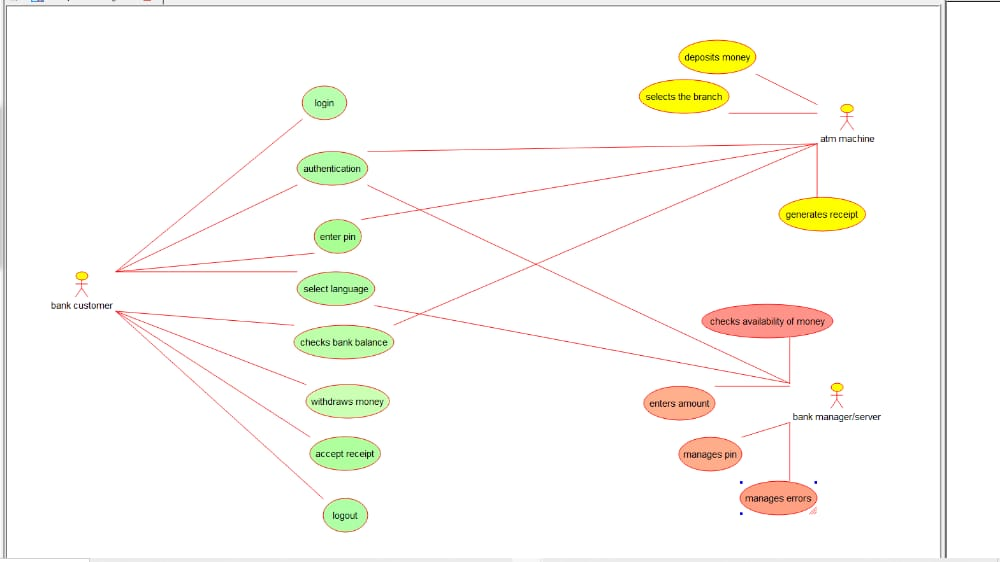 deposits money
selects the branch
login
atm machine
authentication
generates receipt
enter pin
select language
bank customer
checks availability of money
checks bank balance
withdraws money
enters amount
bank manager/server
accept receipt
manages pin
manages errors
logout